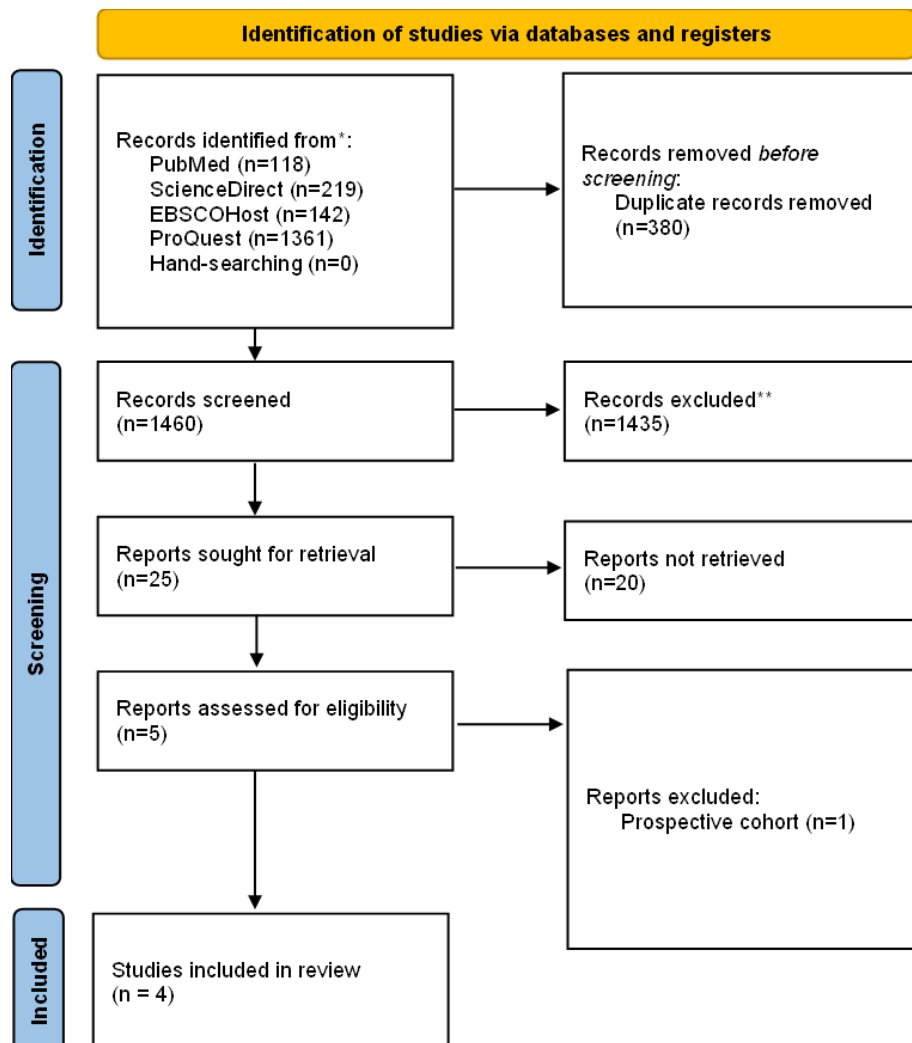 Identification of studies via databases and registers
Identification
Records identified from*:
PubMed (n=118)
ScienceDirect (n=219)
EBSCOHost (n=142)
ProQuest (n=1361)
Hand-searching (n=0)
Records removed before
screening:
Duplicate records removed
(n=380)
Screening
Records screened
(n=1460)
Records excluded**
(n=1435)
Reports sought for retrieval
(n=25)
Reports not retrieved
(n=20)
Reports assessed for eligibility
(n=5)
Reports excluded:
Prospective cohort (n=1)
Included
Studies included in review
(n = 4)